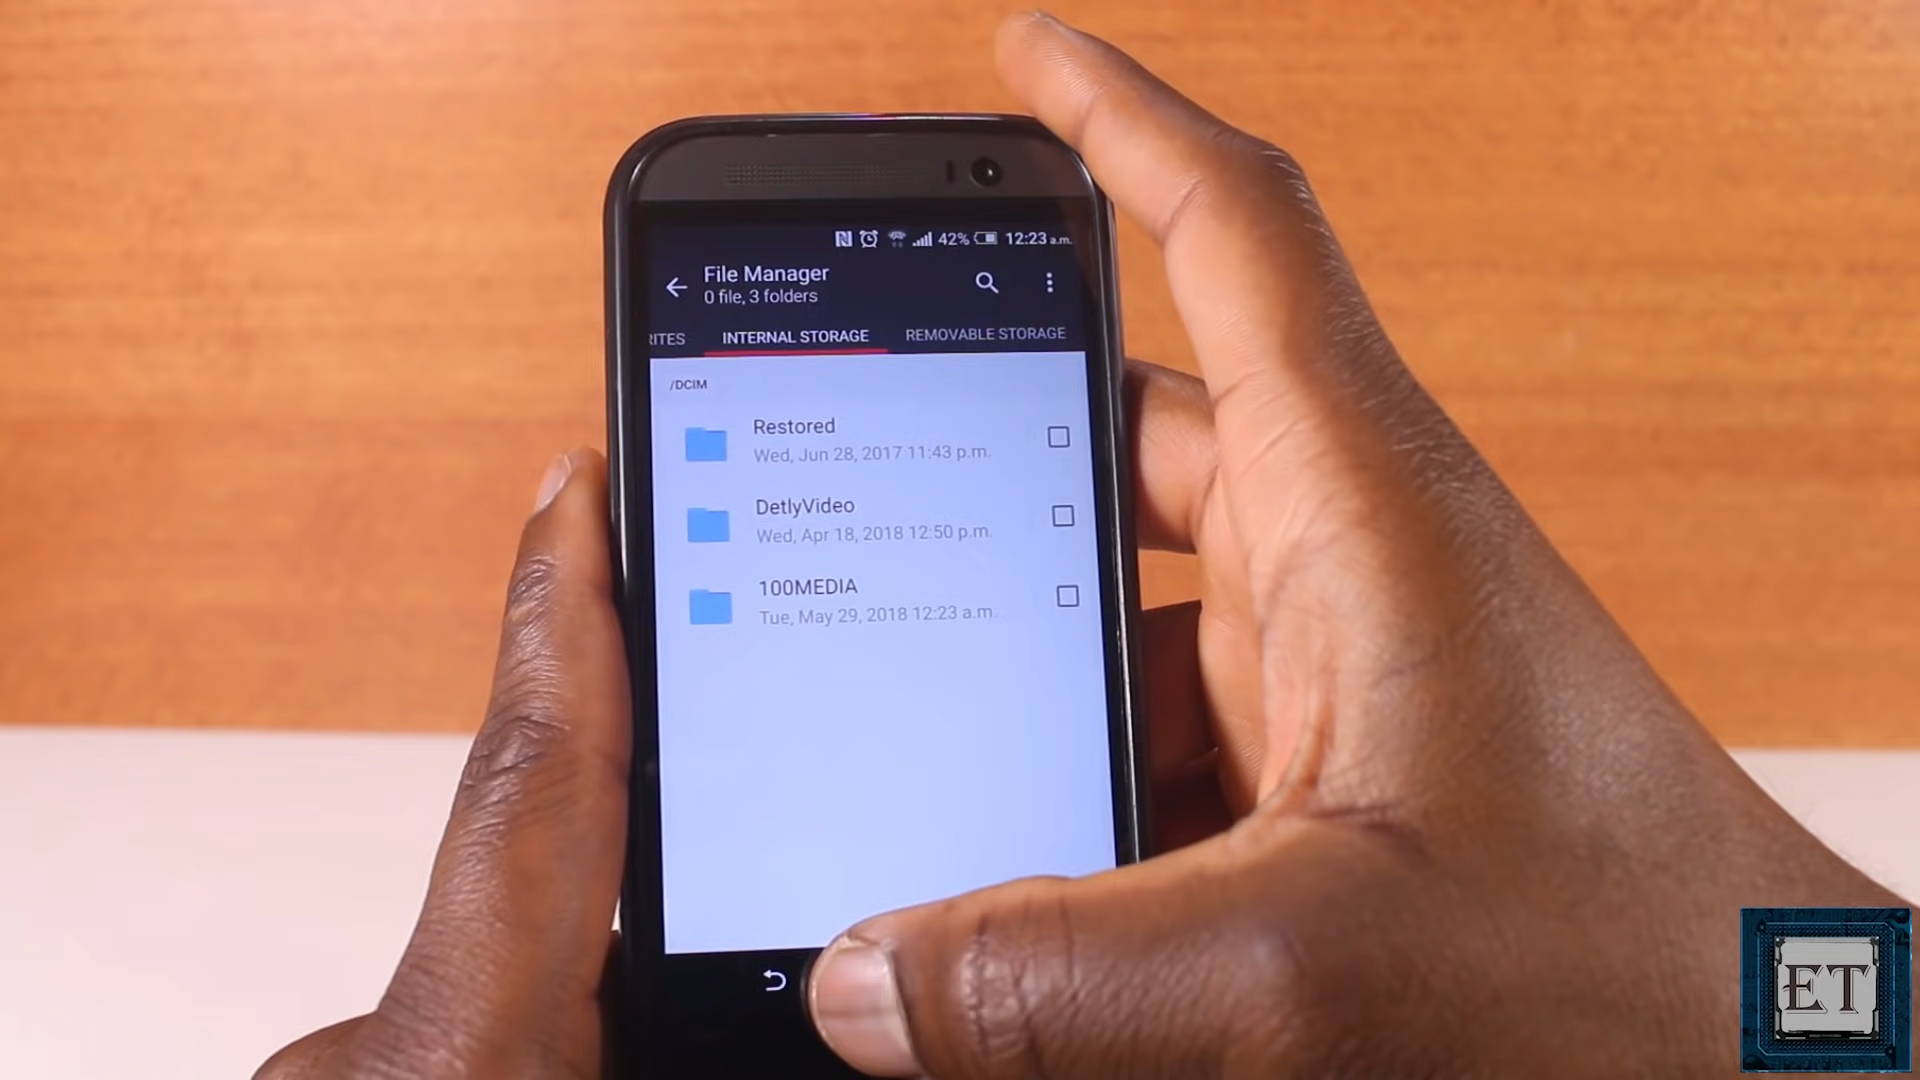 42% 12:23 a.m.
File Manager
0 file, 3 folders
RITES INTERNAL STORAGE REMOVABLE STORAGE
/DCIM
Restored
Wed, Jun 28, 2017 11:43 p.m.
DetlyVideo
Wed, Apr 18, 2018 12:50 p.m.
100MEDIA
Tue, May 29, 2018 12:23 a.m.
ET